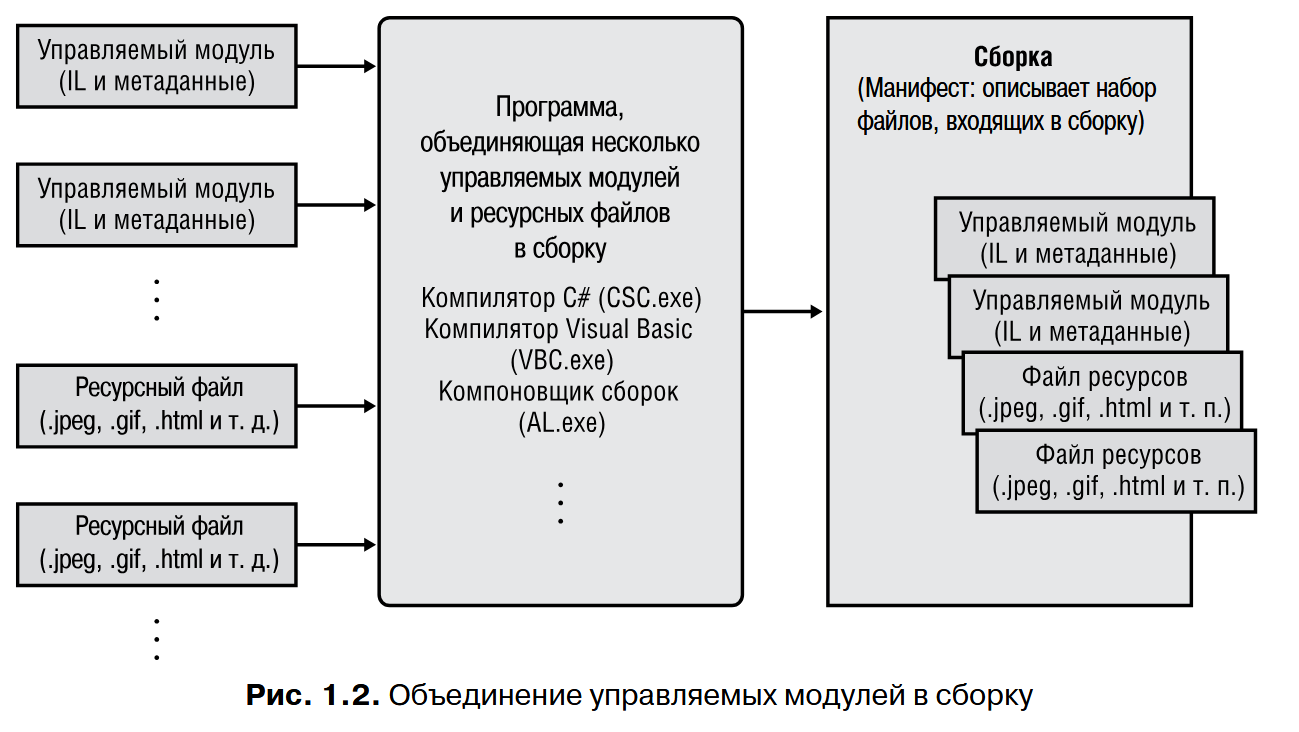 Управляемый модуль
(IL и метаданные)
Управляемый модуль
(IL и метаданные)
Ресурсный файл
(.jpeg, .gif, .html и т. д.)
Ресурсный файл
(.jpeg, .gif, .html и т. д.)
Программа,
объединяющая несколько
управляемых модулей
и ресурсных файлов
в сборку
Компилятор C# (CSC.exe)
Компилятор Visual Basic
(VBC.exe)
Компоновщик сборок
(AL.exe)
Сборка
(Манифест: описывает набор
файлов, входящих в сборку)
Управляемый модуль
(IL и метаданные)
Управляемый модуль
(IL и метаданные)
Файл ресурсов
(.jpeg, .gif, .html и т. п.)
Файл ресурсов
(.jpeg, .gif, .html и т. п.)
Рис. 1.2. Объединение управляемых модулей в сборку